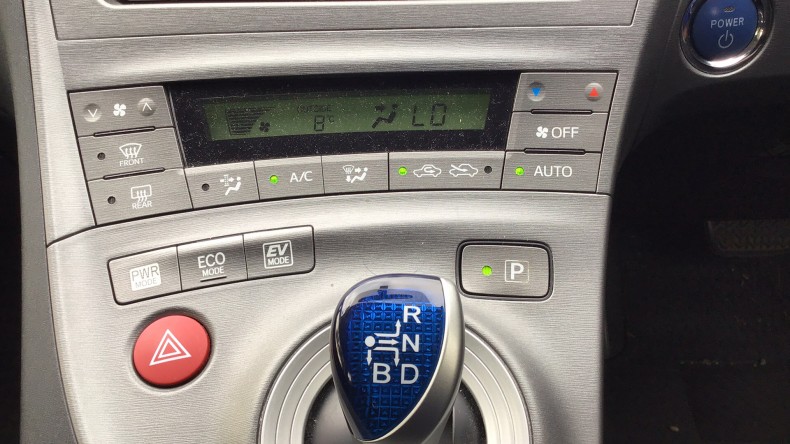 POWER
OUTSIDE
8°C
LO
OFF
FRONT
REAR
A/C
AUTO
PWR MODE
ECO MODE
EV MODE
P
R
N
B D